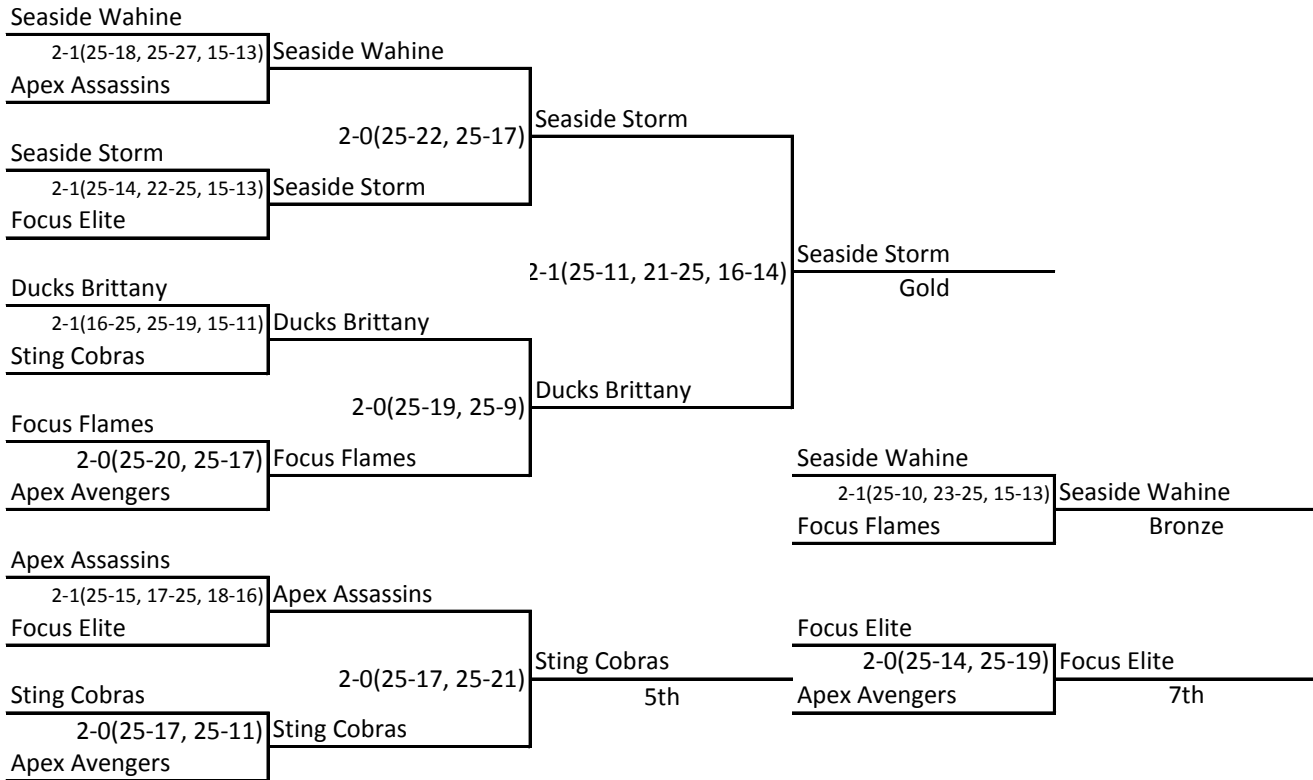 Seaside Wahine
2-1(25-18, 25-27, 15-13) Seaside Wahine
Apex Assassins
2-0(25-22, 25-17) Seaside Storm
Seaside Storm
2-1(25-14, 22-25, 15-13) Seaside Storm
Focus Elite
2-1(25-11, 21-25, 16-14) Seaside Storm
Gold
Ducks Brittany
2-1(16-25, 25-19, 15-11) Ducks Brittany
Sting Cobras
2-0(25-19, 25-9) Ducks Brittany
Focus Flames
2-0(25-20, 25-17) Focus Flames
Apex Avengers
Seaside Wahine
2-1(25-10, 23-25, 15-13) Seaside Wahine
Focus Flames
Bronze
Apex Assassins
2-1(25-15, 17-25, 18-16) Apex Assassins
Focus Elite
2-0(25-17, 25-21) Sting Cobras
5th
Sting Cobras
2-0(25-17, 25-11) Sting Cobras
Apex Avengers
Focus Elite
2-0(25-14, 25-19) Focus Elite
Apex Avengers
7th